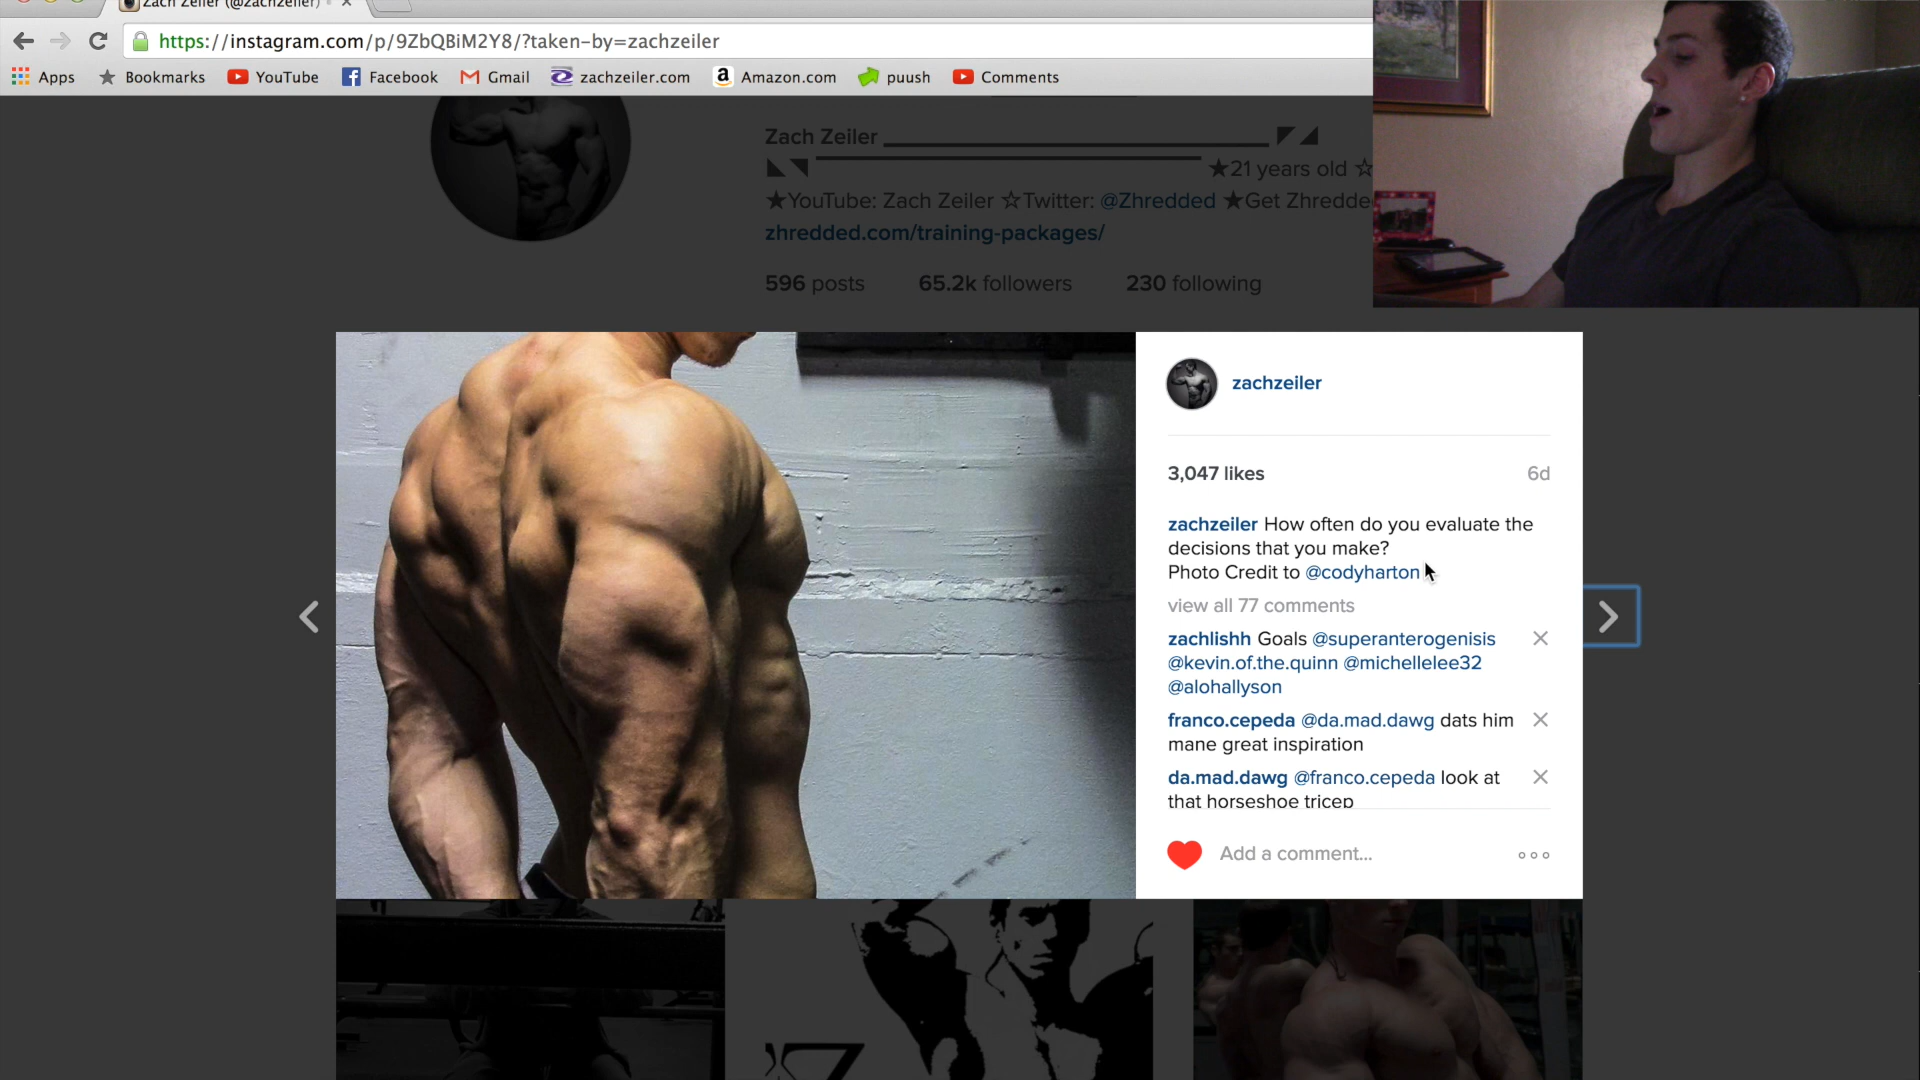 Zach Zeiler (@zachzeiler)
https://instagram.com/p/9ZbQBiM2Y8/?taken-by=zachzeiler
Apps Bookmarks YouTube Facebook Gmail zachzeiler.com Amazon.com puush Comments
Zach Zeiler
★21 years old ☆
★YouTube: Zach Zeiler ☆Twitter: @Zhredded ★Get Zhredde
zhredded.com/training-packages/
596 posts 65.2k followers 230 following
zachzeiler
3,047 likes 6d
zachzeiler How often do you evaluate the
decisions that you make?
Photo Credit to @codyharton
view all 77 comments
zachlishh Goals @superanterogenisis
@kevin.of.the.quinn @michellelee32
@alohallyson
franco.cepeda @da.mad.dawg dats him
mane great inspiration
da.mad.dawg @franco.cepeda look at
that horseshoe tricep
Add a comment...